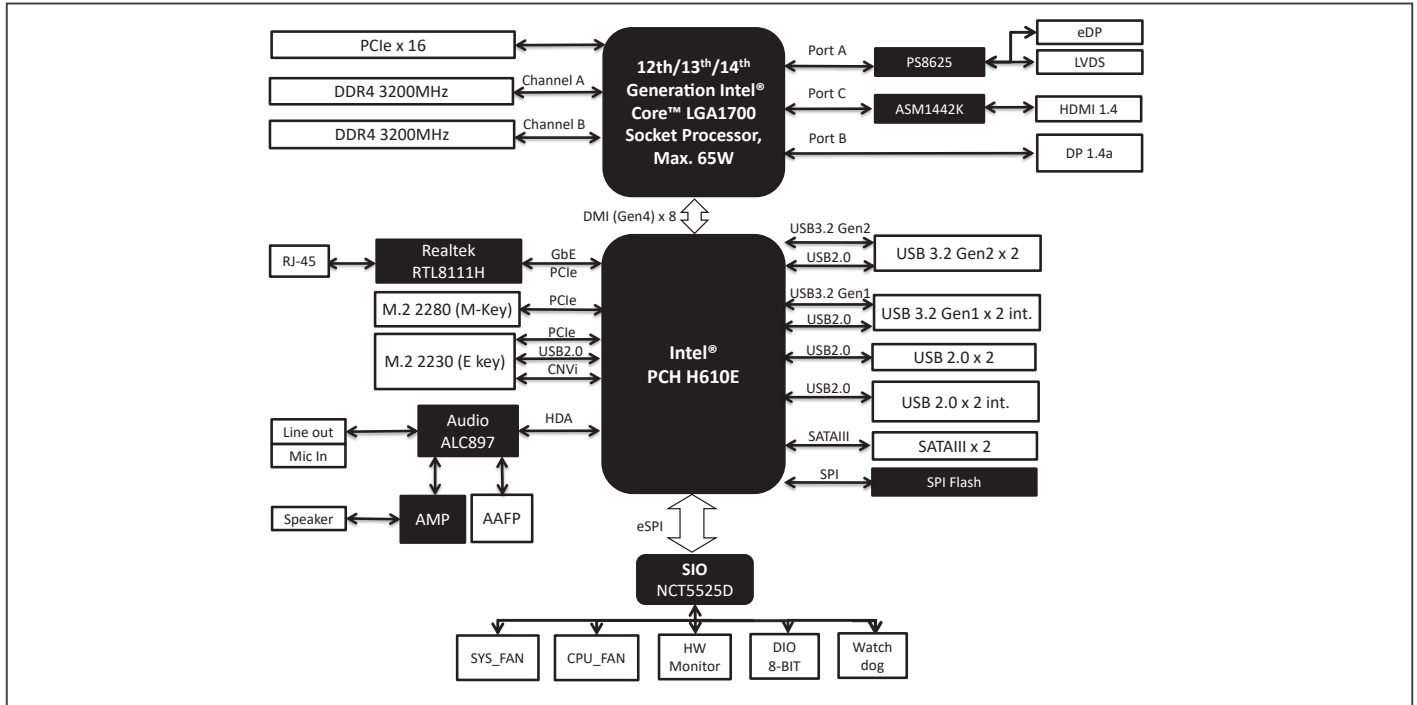 PCIe x 16
DDR4 3200MHz
Channel A
DDR4 3200MHz
Channel B
12th/13th/14th
Generation Intel®
Core™ LGA1700
Socket Processor,
Max. 65W
Port A
PS8625
eDP
LVDS
Port C
ASM1442K
HDMI 1.4
Port B
DP 1.4a
DMI (Gen4) x 8
RJ-45
Realtek
RTL8111H
GbE
PCIe
M.2 2280 (M-Key)
PCIe
M.2 2230 (E key)
PCIe
USB2.0
CNVi
Line out
Mic In
Audio
ALC897
HDA
Speaker
AMP
AAFP
Intel®
PCH H610E
USB3.2 Gen2
USB2.0
USB 3.2 Gen2 x 2
USB3.2 Gen1
USB2.0
USB 3.2 Gen1 x 2 int.
USB2.0
USB 2.0 x 2
USB2.0
USB 2.0 x 2 int.
SATAIII
SATAIII x 2
SPI
SPI Flash
eSPI
SIO
NCT5525D
SYS_FAN
CPU_FAN
HW
Monitor
DIO
8-BIT
Watch
dog